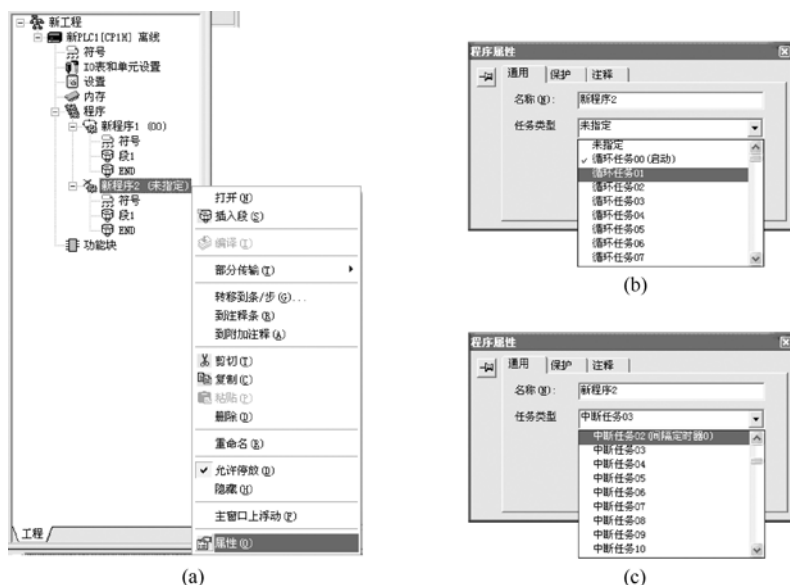 新工程
新PLC1[CP1H] 离线
符号
IO表和单元设置
设置
内存
程序
新程序1 (00)
符号
段1
END
新程序2 (未指定)
符号
段1
END
功能块
工程
打开(O)
插入段(S)
编译(I)
部分传输(T)
转移到条/步(G)...
到注释条(R)
到附加注释(A)
剪切(T)
复制(C)
粘贴(P)
删除(D)
重命名(R)
允许停放(D)
隐藏(H)
主窗口上浮动(F)
属性(O)
(a)
程序属性
通用 保护 注释
名称(N): 新程序2
任务类型 未指定
未指定
循环任务00(启动)
循环任务01
循环任务02
循环任务03
循环任务04
循环任务05
循环任务06
循环任务07
(b)
程序属性
通用 保护 注释
名称(N): 新程序2
任务类型 中断任务03
中断任务02(间隔定时器0)
中断任务03
中断任务04
中断任务05
中断任务06
中断任务07
中断任务08
中断任务09
中断任务10
(c)